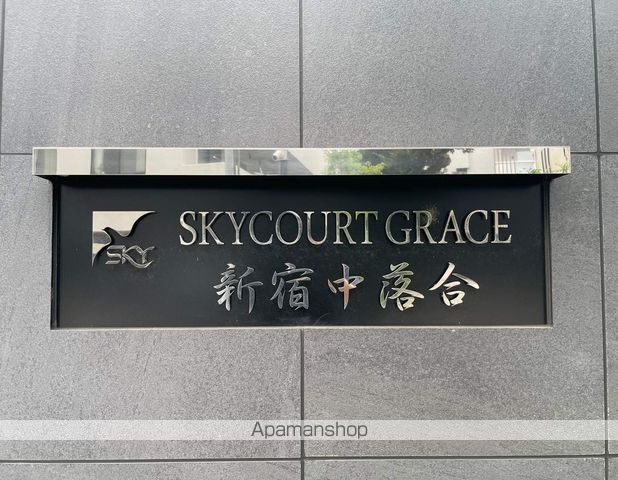 SKY
SKYCOURT GRACE
新宿中落合
Apamanshop